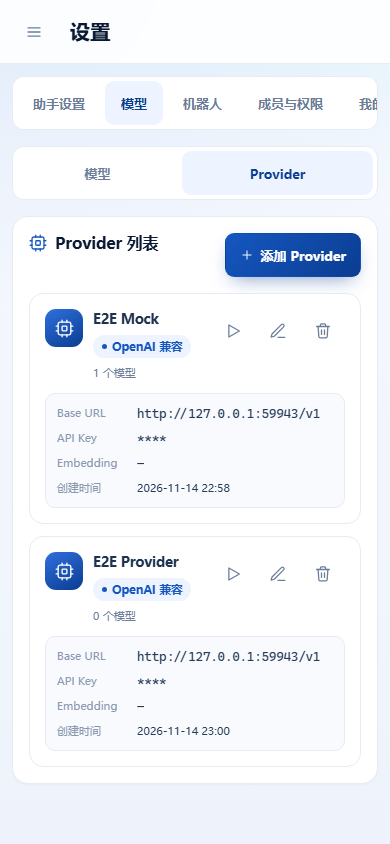 设置
助手设置 模型 机器人 成员与权限 我的
模型 Provider
Provider 列表
+ 添加 Provider
E2E Mock
OpenAI 兼容
1 个模型
Base URL http://127.0.0.1:59943/v1
API Key ****
Embedding —
创建时间 2026-11-14 22:58
E2E Provider
OpenAI 兼容
0 个模型
Base URL http://127.0.0.1:59943/v1
API Key ****
Embedding —
创建时间 2026-11-14 23:00